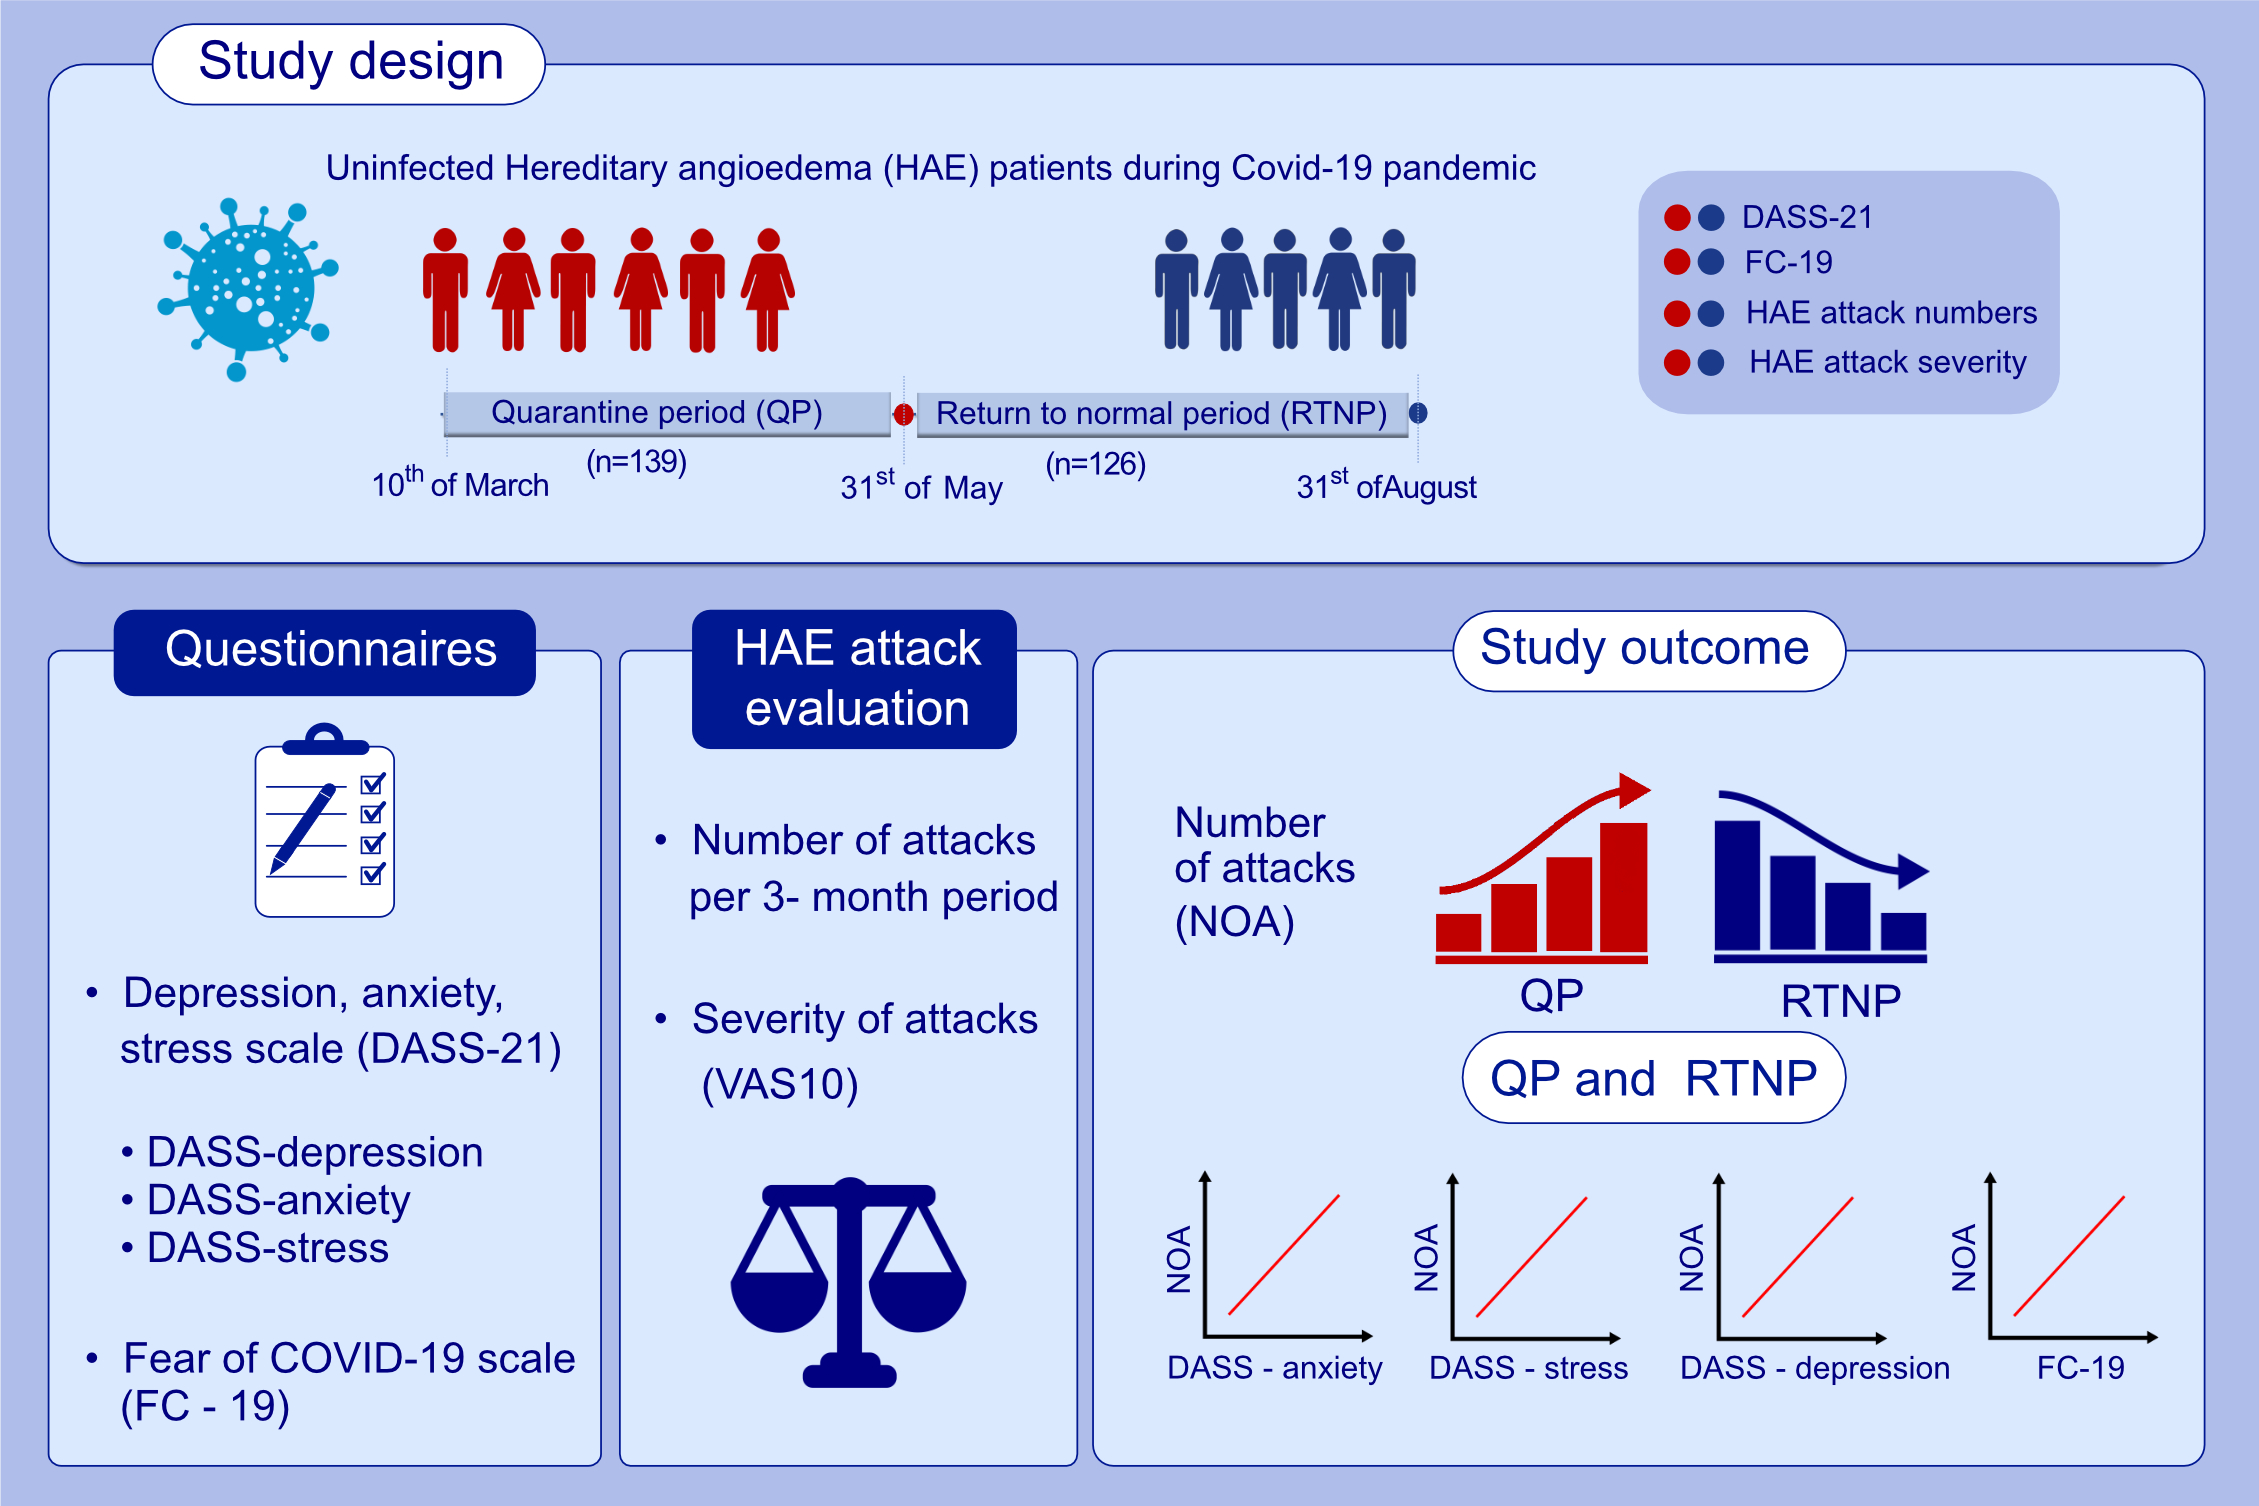 Study design
Uninfected Hereditary angioedema (HAE) patients during Covid-19 pandemic
DASS-21
FC-19
HAE attack numbers
HAE attack severity
Quarantine period (QP)
Return to normal period (RTNP)
(n=139)
(n=126)
10th of March
31st of May
31st ofAugust
Questionnaires
• Depression, anxiety,
stress scale (DASS-21)
• DASS-depression
• DASS-anxiety
• DASS-stress
• Fear of COVID-19 scale
(FC - 19)
HAE attack
evaluation
• Number of attacks
per 3- month period
• Severity of attacks
(VAS10)
Study outcome
Number
of attacks
(NOA)
QP
RTNP
QP and RTNP
NOA
DASS - anxiety
NOA
DASS - stress
NOA
DASS - depression
NOA
FC-19